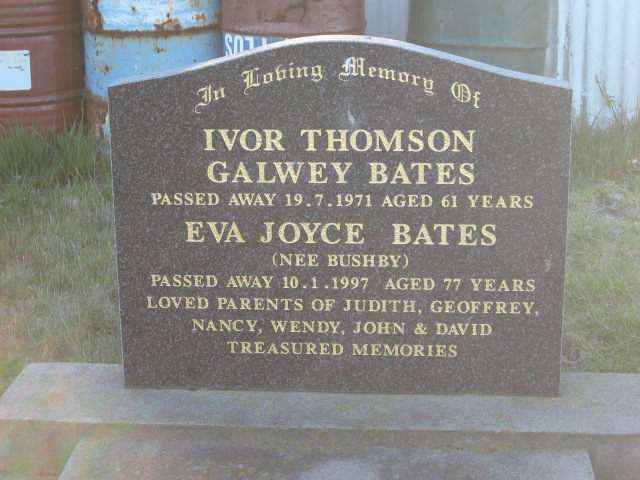 In Loving Memory Of
IVOR THOMSON
GALWEY BATES
PASSED AWAY 19.7.1971 AGED 61 YEARS
EVA JOYCE BATES
(NEE BUSHBY)
PASSED AWAY 10.1.1997 AGED 77 YEARS
LOVED PARENTS OF JUDITH, GEOFFREY,
NANCY, WENDY, JOHN & DAVID
TREASURED MEMORIES